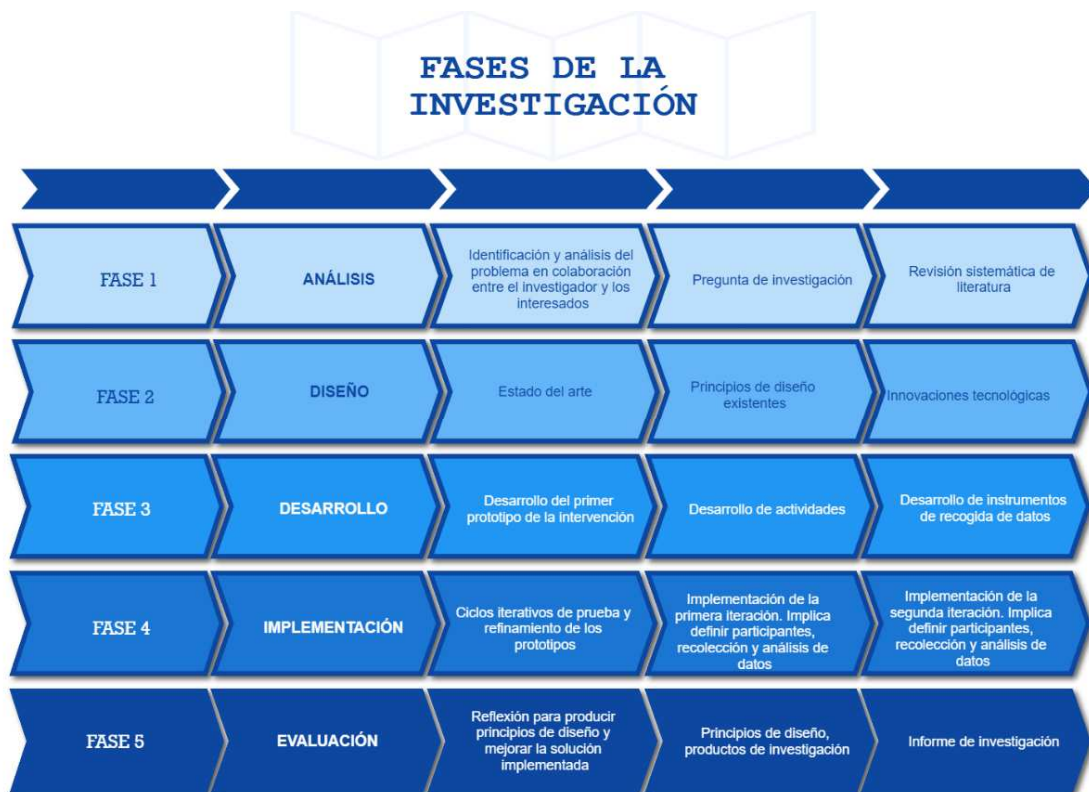 FASES DE LA
INVESTIGACIÓN
FASE 1
ANÁLISIS
Identificación y análisis del
problema en colaboración
entre el investigador y los
interesados
Pregunta de investigación
Revisión sistemática de
literatura
FASE 2
DISEÑO
Estado del arte
Principios de diseño
existentes
Innovaciones tecnológicas
FASE 3
DESARROLLO
Desarrollo del primer
prototipo de la intervención
Desarrollo de actividades
Desarrollo de instrumentos
de recogida de datos
FASE 4
IMPLEMENTACIÓN
Ciclos iterativos de prueba y
refinamiento de los
prototipos
Implementación de la
primera iteración. Implica
definir participantes,
recolección y análisis de
datos
Implementación de la
segunda iteración. Implica
definir participantes,
recolección y análisis de
datos
FASE 5
EVALUACIÓN
Reflexión para producir
principios de diseño y
mejorar la solución
implementada
Principios de diseño,
productos de investigación
Informe de investigación